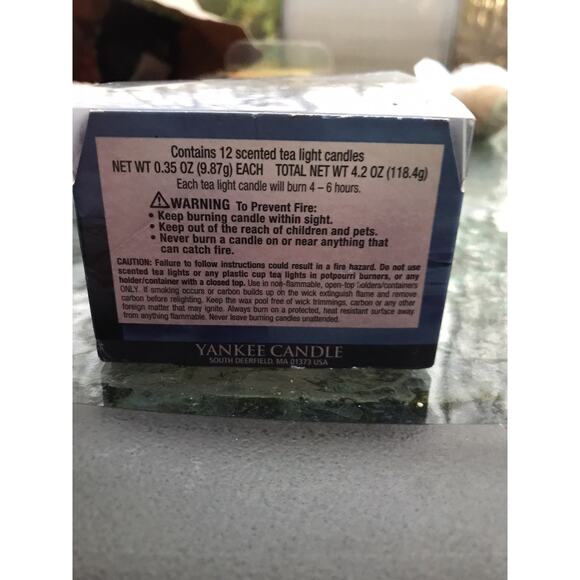 Contains 12 scented tea light candles
NET WT 0.35 OZ (9.87g) EACH TOTAL NET WT 4.2 OZ (118.4g)
Each tea light candle will burn 4 – 6 hours.
⚠WARNING To Prevent Fire:
• Keep burning candle within sight.
• Keep out of the reach of children and pets.
• Never burn a candle on or near anything that
can catch fire.
CAUTION: Failure to follow instructions could result in a fire hazard. Do not use
scented tea lights or any plastic cup tea lights in potpourri burners, or any
holder/container with a closed top. Use in non-flammable, open-top holders/containers
ONLY. If smoking occurs or carbon builds up on the wick extinguish flame and remove
carbon before relighting. Keep the wax pool free of wick trimmings, carbon or any other
foreign matter that may ignite. Always burn on a protected, heat resistant surface away
from anything flammable. Never leave burning candles unattended.
YANKEE CANDLE
SOUTH DEERFIELD, MA 01373 USA